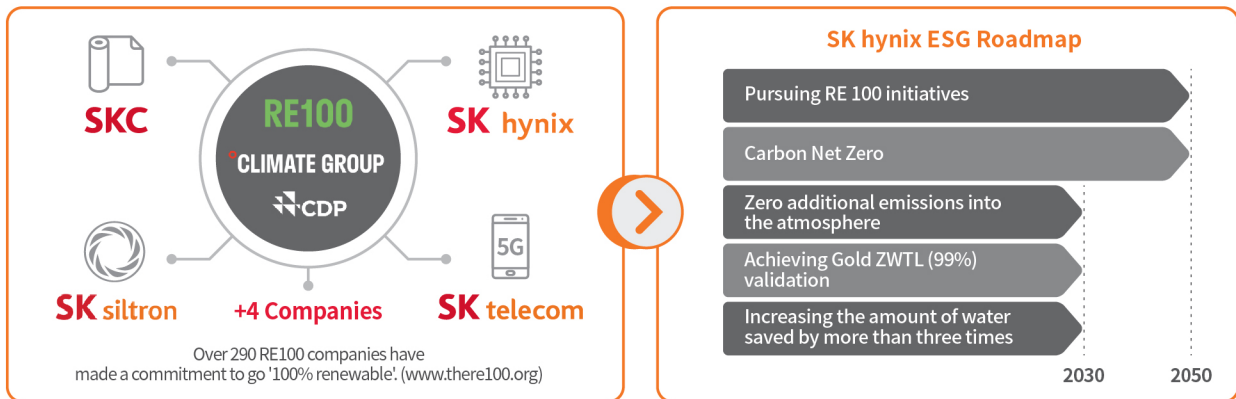 SKC
RE100
°CLIMATE GROUP
CDP
SK hynix
5G
SK siltron
+4 Companies
SK telecom
Over 290 RE100 companies have
made a commitment to go '100% renewable'. (www.there100.org)
SK hynix ESG Roadmap
Pursuing RE 100 initiatives
Carbon Net Zero
Zero additional emissions into
the atmosphere
Achieving Gold ZWTL (99%)
validation
Increasing the amount of water
saved by more than three times
2030
2050